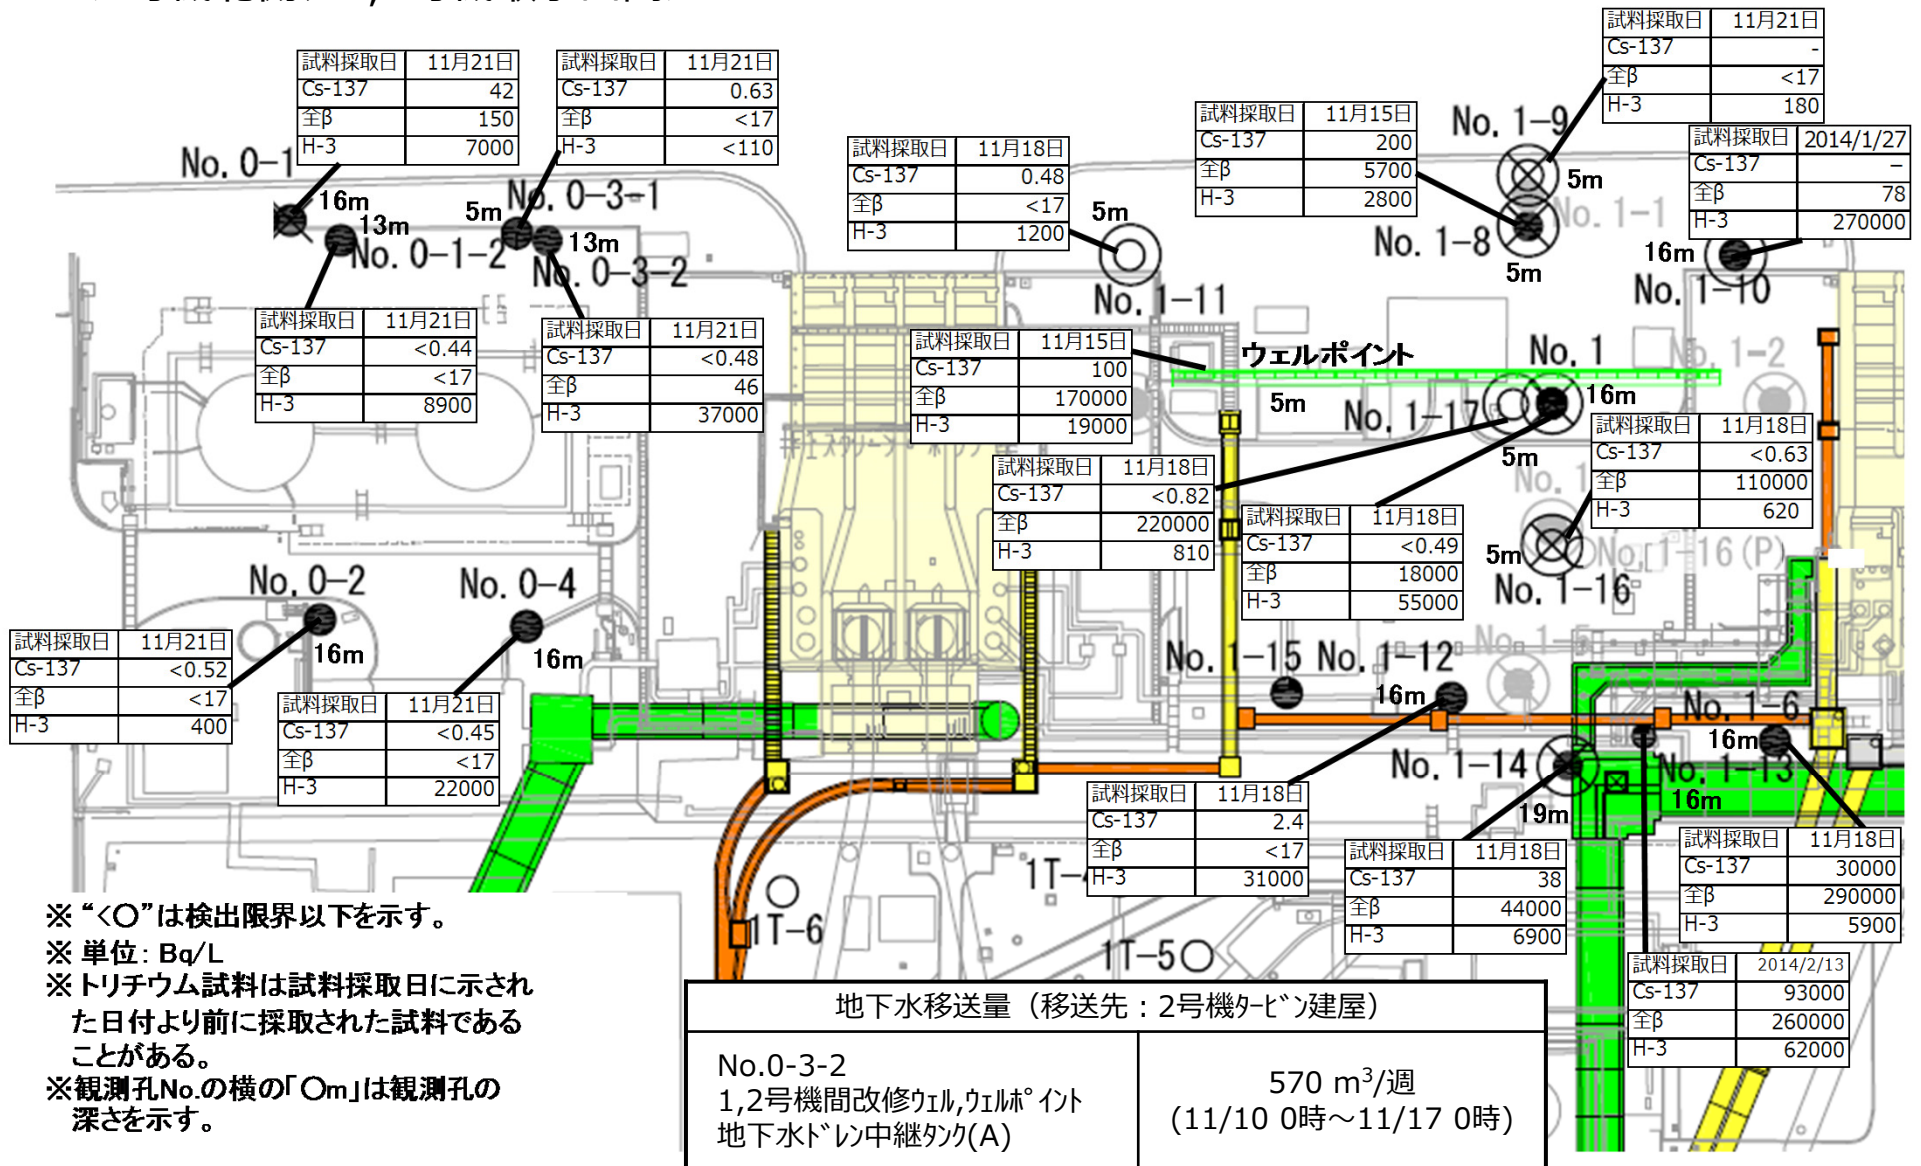 試料採取日 11月21日
Cs-137 -
全β <17
H-3 180
試料採取日 11月21日
Cs-137 42
全β 150
H-3 7000
試料採取日 11月21日
Cs-137 0.63
全β <17
H-3 <110
試料採取日 11月15日
Cs-137 200
全β 5700
H-3 2800
No. 1-9
試料採取日 2014/1/27
Cs-137 –
全β 78
H-3 270000
試料採取日 11月18日
Cs-137 0.48
全β <17
H-3 1200
No. 0-1
16m
13m
No. 0-1-2
5m
No. 0-3-1
13m
No. 0-3-2
5m
No. 1-11
5m
No. 1-1
No. 1-8
5m
16m
No. 1-10
試料採取日 11月21日
Cs-137 <0.44
全β <17
H-3 8900
試料採取日 11月21日
Cs-137 <0.48
全β 46
H-3 37000
試料採取日 11月15日
Cs-137 100
全β 170000
H-3 19000
ウェルポイント
5m
No. 1
16m
1-2
No. 1-17
5m
試料採取日 11月18日
Cs-137 <0.63
全β 110000
H-3 620
試料採取日 11月18日
Cs-137 <0.82
全β 220000
H-3 810
試料採取日 11月18日
Cs-137 <0.49
全β 18000
H-3 55000
5m
No. 1-16(P)
No. 1-16
No. 0-2
16m
No. 0-4
16m
No. 1-15
No. 1-12
16m
No. 1-5
試料採取日 11月21日
Cs-137 <0.52
全β <17
H-3 400
試料採取日 11月21日
Cs-137 <0.45
全β <17
H-3 22000
No. 1-6
16m
No. 1-14
19m
No. 1-13
16m
試料採取日 11月18日
Cs-137 2.4
全β <17
H-3 31000
試料採取日 11月18日
Cs-137 38
全β 44000
H-3 6900
試料採取日 11月18日
Cs-137 30000
全β 290000
H-3 5900
試料採取日 2014/2/13
Cs-137 93000
全β 260000
H-3 62000
1T-6
1T-5
※ “<〇”は検出限界以下を示す。
※ 単位: Bq/L
※ トリチウム試料は試料採取日に示され
た日付より前に採取された試料である
ことがある。
※観測孔No.の横の「〇m」は観測孔の
深さを示す。
地下水移送量（移送先：2号機ﾀｰﾋﾞﾝ建屋）
No.0-3-2
1,2号機間改修ｳｪﾙ,ｳｪﾙﾎﾟｲﾝﾄ
地下水ﾄﾞﾚﾝ中継ﾀﾝｸ(A)
570 m³/週
(11/10 0時～11/17 0時)